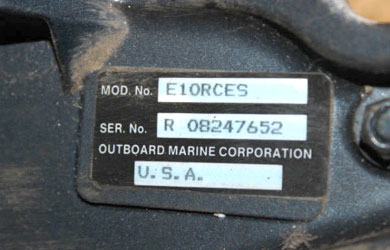 MOD. No. E10RCES
SER. No. R 08247652
OUTBOARD MARINE CORPORATION
U.S.A.